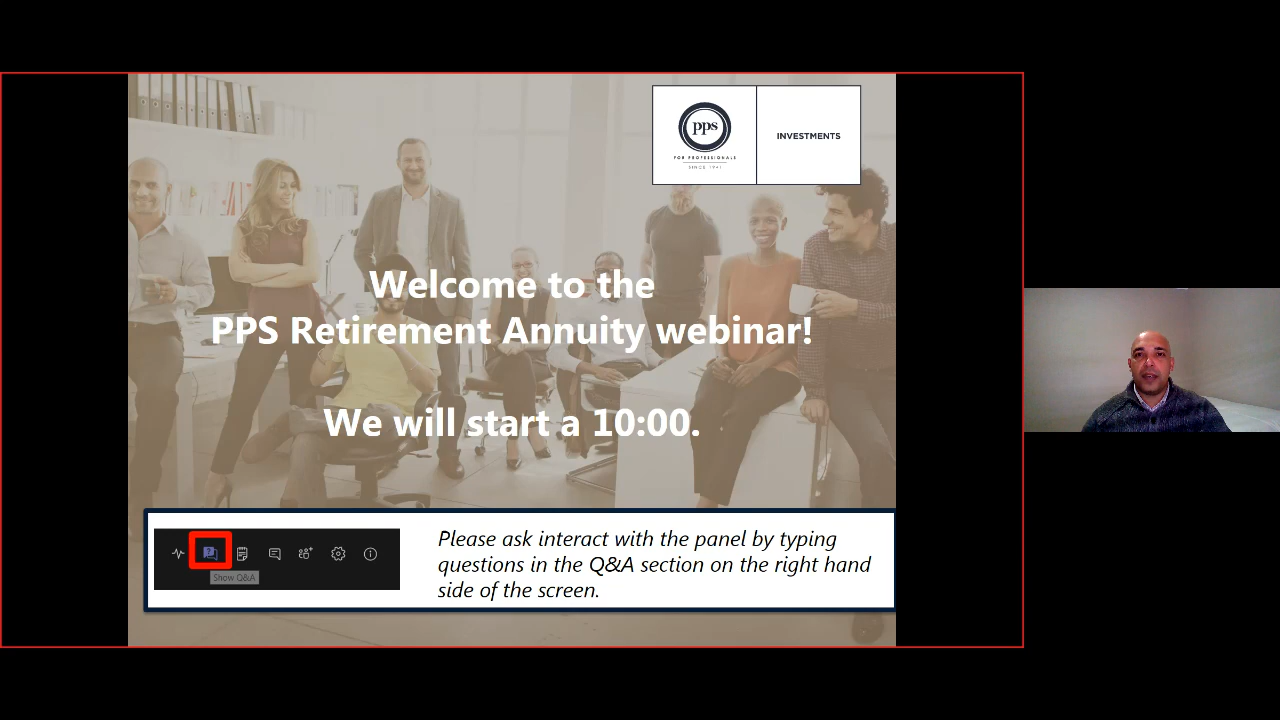 pps
FOR PROFESSIONALS
SINCE 1941
INVESTMENTS
Welcome to the
PPS Retirement Annuity webinar!
We will start a 10:00.
Show Q&A
Please ask interact with the panel by typing
questions in the Q&A section on the right hand
side of the screen.